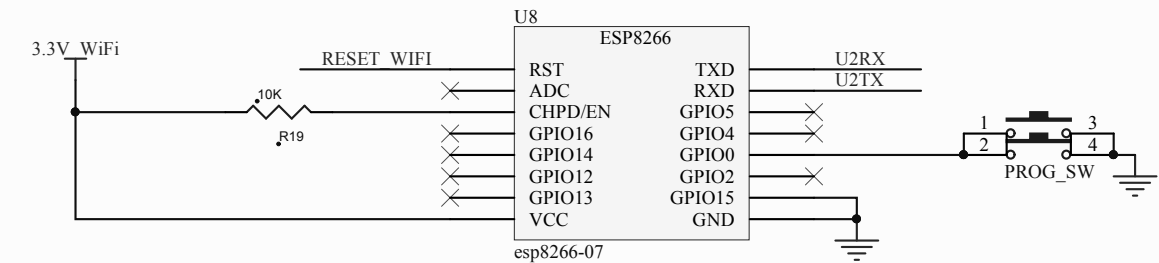 U8
ESP8266
3.3V_WiFi
RESET_WIFI
U2RX
U2TX
RST
TXD
ADC
RXD
10K
CHPD/EN
GPIO5
R19
GPIO16
GPIO4
1
3
GPIO14
GPIO0
2
4
GPIO12
GPIO2
PROG_SW
GPIO13
GPIO15
VCC
GND
esp8266-07